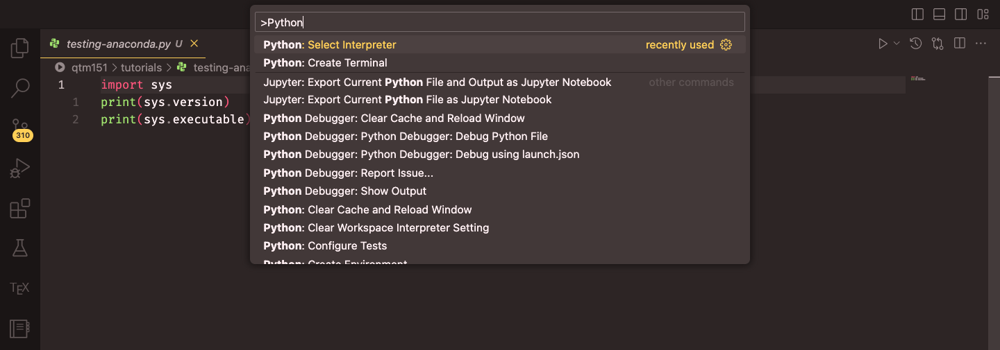 >Python
testing-anaconda.py U
Python: Select Interpreter recently used
Python: Create Terminal
qtm151 > tutorials > testing-ana
1 import sys
Jupyter: Export Current Python File and Output as Jupyter Notebook other commands
1 print(sys.version)
Jupyter: Export Current Python File as Jupyter Notebook
2 print(sys.executable)
Python Debugger: Clear Cache and Reload Window
310
Python Debugger: Python Debugger: Debug Python File
Python Debugger: Python Debugger: Debug using launch.json
Python Debugger: Report Issue...
Python Debugger: Show Output
Python: Clear Cache and Reload Window
Python: Clear Workspace Interpreter Setting
Python: Configure Tests
Python: Create Environment
TEX